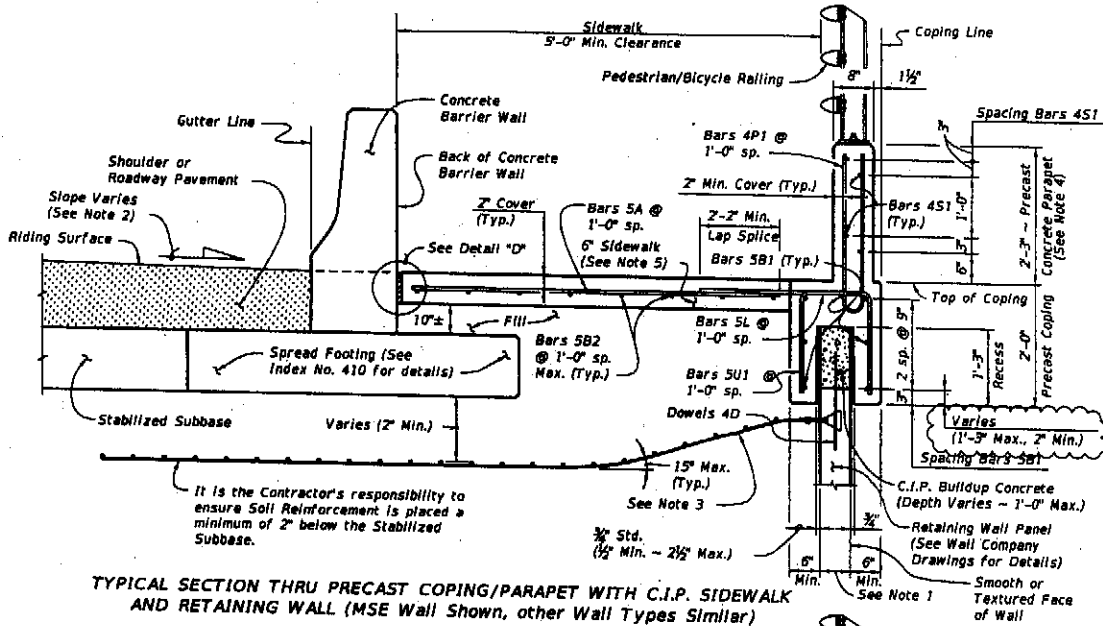 Sidewalk
5'-0" Min. Clearance
Coping Line
Pedestrian/Bicycle Railing
8"
1½"
Concrete
Barrier Wall
Gutter Line
Shoulder or
Roadway Pavement
Back of Concrete
Barrier Wall
Slope Varies
(See Note 2)
Riding Surface
2" Cover
(Typ.)
See Detail "D"
Bars 5A @
1'-0" sp.
6" Sidewalk
(See Note 5)
Bars 4P1 @
1'-0" sp.
2" Min. Cover (Typ.)
2'-2" Min.
Lap Splice
Bars 4S1
(Typ.)
Bars 5B1 (Typ.)
Spacing Bars 4S1
3"
1'-0"
3"
6"
2'-3" ~ Precast
Concrete Parapet
(See Note 4)
Top of Coping
10"±
Fill
Bars 5B2
@ 1'-0" sp.
Max. (Typ.)
Bars 5L @
1'-0" sp.
Bars 5U1 @
1'-0" sp.
Dowels 4D
3"
2 sp. @ 9"
1'-3"
Recess
2'-0"
Precast Coping
Spread Footing (See
Index No. 410 for details)
Stabilized Subbase
Varies (2" Min.)
Varies
(1'-3" Max., 2" Min.)
Spacing Bars 5B1
15° Max.
(Typ.)
See Note 3
It is the Contractor's responsibility to
ensure Soil Reinforcement is placed a
minimum of 2" below the Stabilized
Subbase.
C.I.P. Buildup Concrete
(Depth Varies ~ 1'-0" Max.)
Retaining Wall Panel
(See Wall Company
Drawings for Details)
¾" Std.
(½" Min. ~ 2½" Max.)
¾"
6"
Min.
6"
Min.
See Note 1
Smooth or
Textured Face
of Wall
TYPICAL SECTION THRU PRECAST COPING/PARAPET WITH C.I.P. SIDEWALK
AND RETAINING WALL (MSE Wall Shown, other Wall Types Similar)